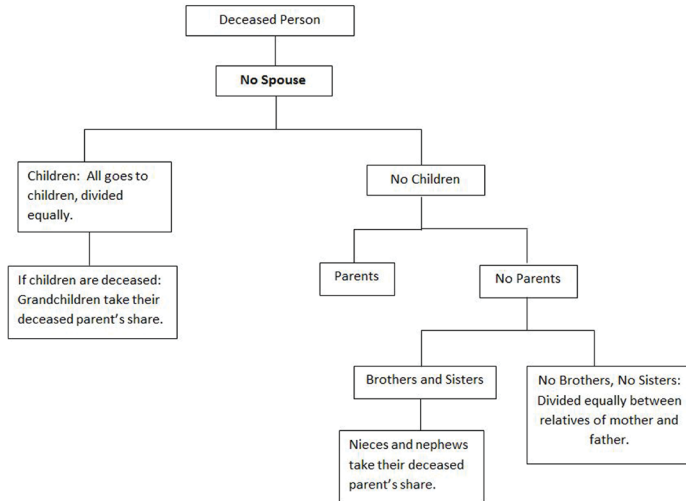 Deceased Person
No Spouse
Children:  All goes to
children, divided
equally.
No Children
If children are deceased:
Grandchildren take their
deceased parent's share.
Parents
No Parents
Brothers and Sisters
No Brothers, No Sisters:
Divided equally between
relatives of mother and
father.
Nieces and nephews
take their deceased
parent's share.